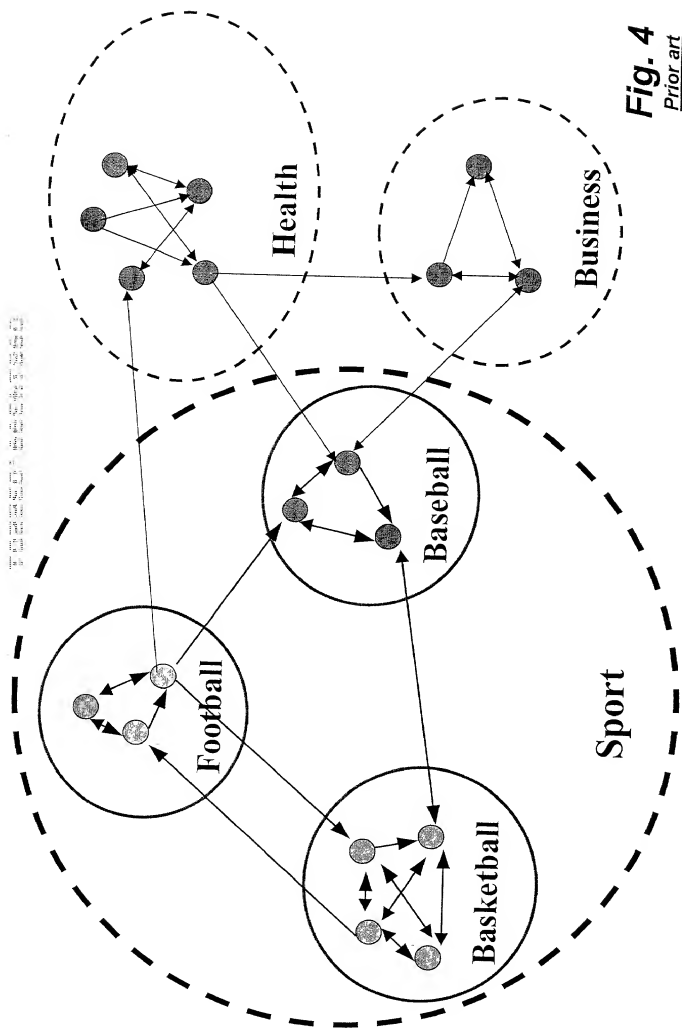 Health
Business
Football
Baseball
Basketball
Sport
Fig. 4
Prior art